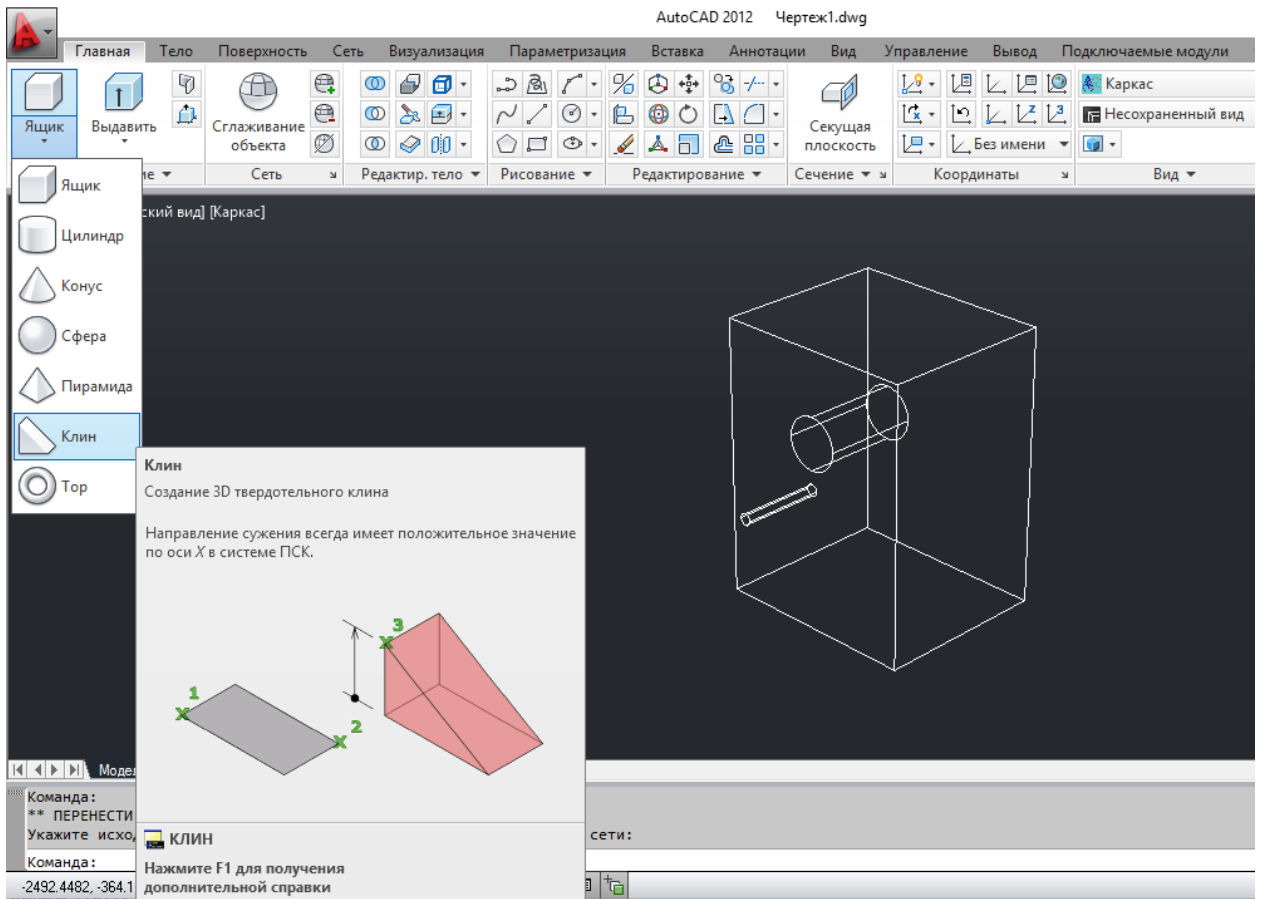 AutoCAD 2012 Чертеж1.dwg
Главная Тело Поверхность Сеть Визуализация Параметризация Вставка Аннотации Вид Управление Вывод Подключаемые модули
Каркас
Несохраненный вид
Ящик Выдавить Сглаживание объекта Секущая плоскость Без имени
ие Сеть Редактир. тело Рисование Редактирование Сечение Координаты Вид
ский вид] [Каркас]
Ящик
Цилиндр
Конус
Сфера
Пирамида
Клин
Тор
Клин
Создание 3D твердотельного клина
Направление сужения всегда имеет положительное значение
по оси X в системе ПСК.
3
1
2
Модел
Команда:
** ПЕРЕНЕСТИ
Укажите исхо сети:
Команда:
КЛИН
Нажмите F1 для получения
дополнительной справки
-2492.4482, -364.1